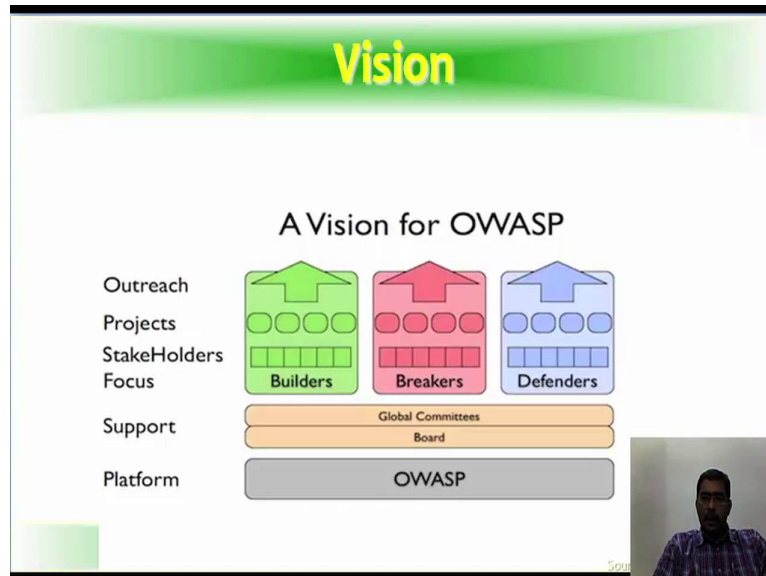 Vision
A Vision for OWASP
Outreach
Projects
StakeHolders
Focus
Builders
Breakers
Defenders
Support
Global Committees
Board
Platform
OWASP